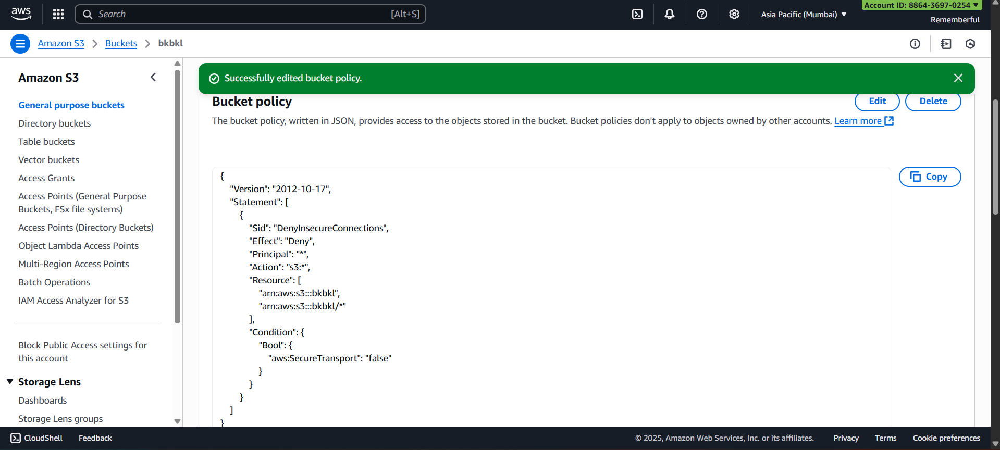 aws
Search
[Alt+S]
Asia Pacific (Mumbai)
Account ID: 8864-3697-0254
Rememberful
Amazon S3
Buckets
bkbkl
Amazon S3
General purpose buckets
Directory buckets
Table buckets
Vector buckets
Access Grants
Access Points (General Purpose
Buckets, FSx file systems)
Access Points (Directory Buckets)
Object Lambda Access Points
Multi-Region Access Points
Batch Operations
IAM Access Analyzer for S3
Block Public Access settings for
this account
Storage Lens
Dashboards
Storage Lens groups
Successfully edited bucket policy.
Bucket policy
Edit
Delete
The bucket policy, written in JSON, provides access to the objects stored in the bucket. Bucket policies don't apply to objects owned by other accounts. Learn more
Copy
{
"Version": "2012-10-17",
"Statement": [
{
"Sid": "DenyInsecureConnections",
"Effect": "Deny",
"Principal": "*",
"Action": "s3:*",
"Resource": [
"arn:aws:s3:::bkbkl",
"arn:aws:s3:::bkbkl/*"
],
"Condition": {
"Bool": {
"aws:SecureTransport": "false"
}
}
}
]
}
CloudShell
Feedback
© 2025, Amazon Web Services, Inc. or its affiliates.
Privacy
Terms
Cookie preferences